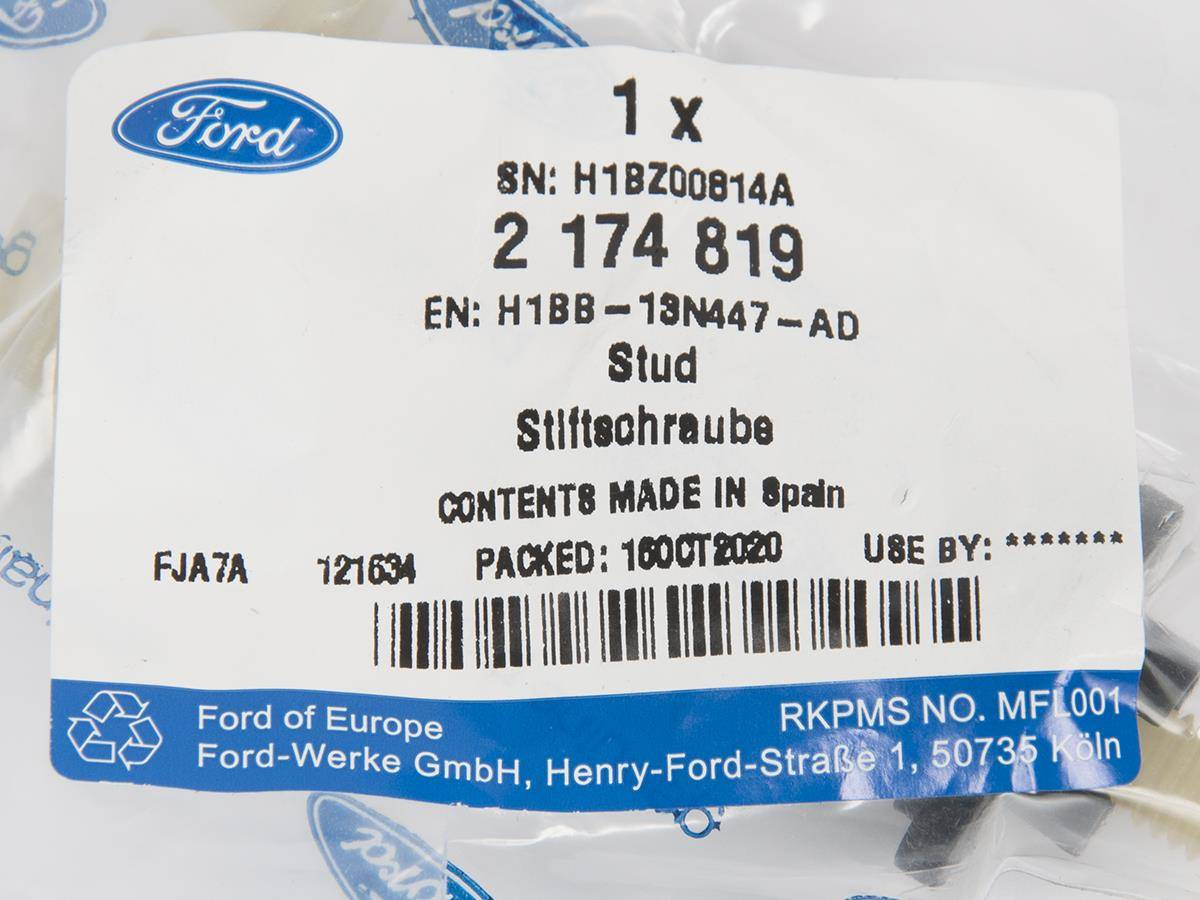 Ford
1 x
SN: H1BZ00814A
2 174 819
EN: H1BB-13N447-AD
Stud
Stiftschraube
CONTENTS MADE IN Spain
FJA7A 121634 PACKED: 16OCT2020 USE BY: *******
Ford of Europe
RKPMS NO. MFL001
Ford-Werke GmbH, Henry-Ford-Straße 1, 50735 Köln
Ford